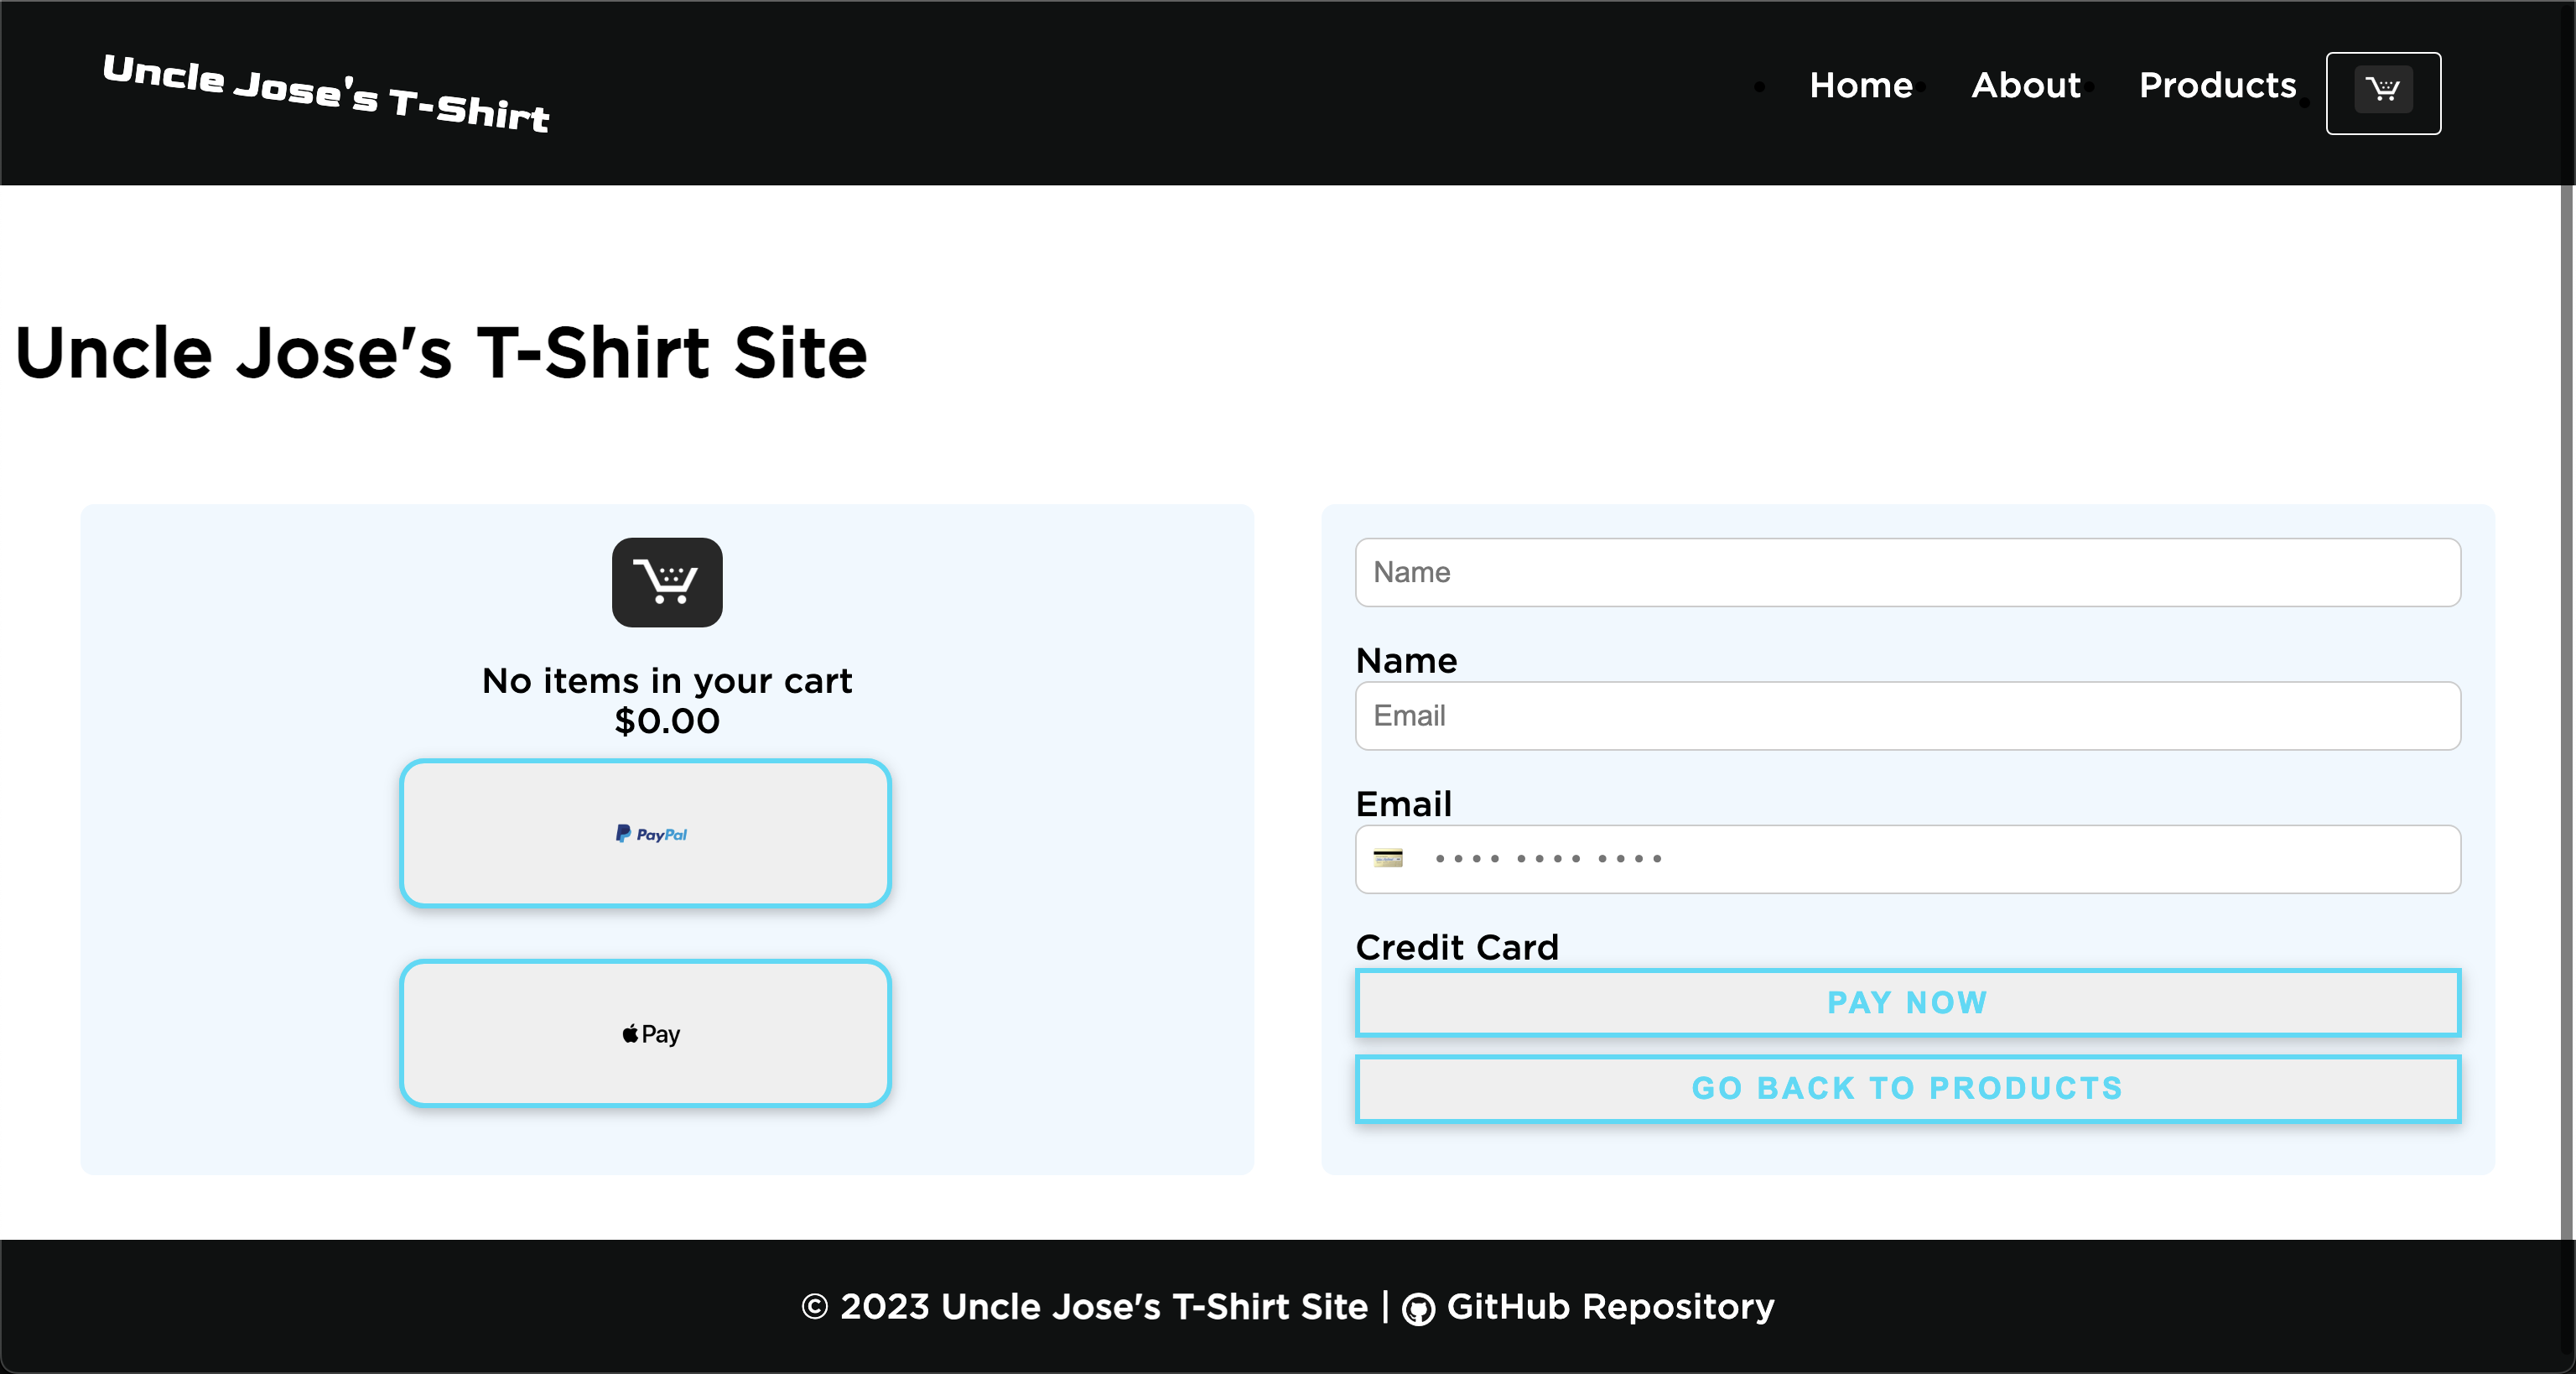 Uncle Jose's T-Shirt
Home
About
Products
Uncle Jose's T-Shirt Site
No items in your cart
$0.00
PayPal
Pay
Name
Name
Email
Email
•••• •••• ••••
Credit Card
PAY NOW
GO BACK TO PRODUCTS
© 2023 Uncle Jose's T-Shirt Site | GitHub Repository